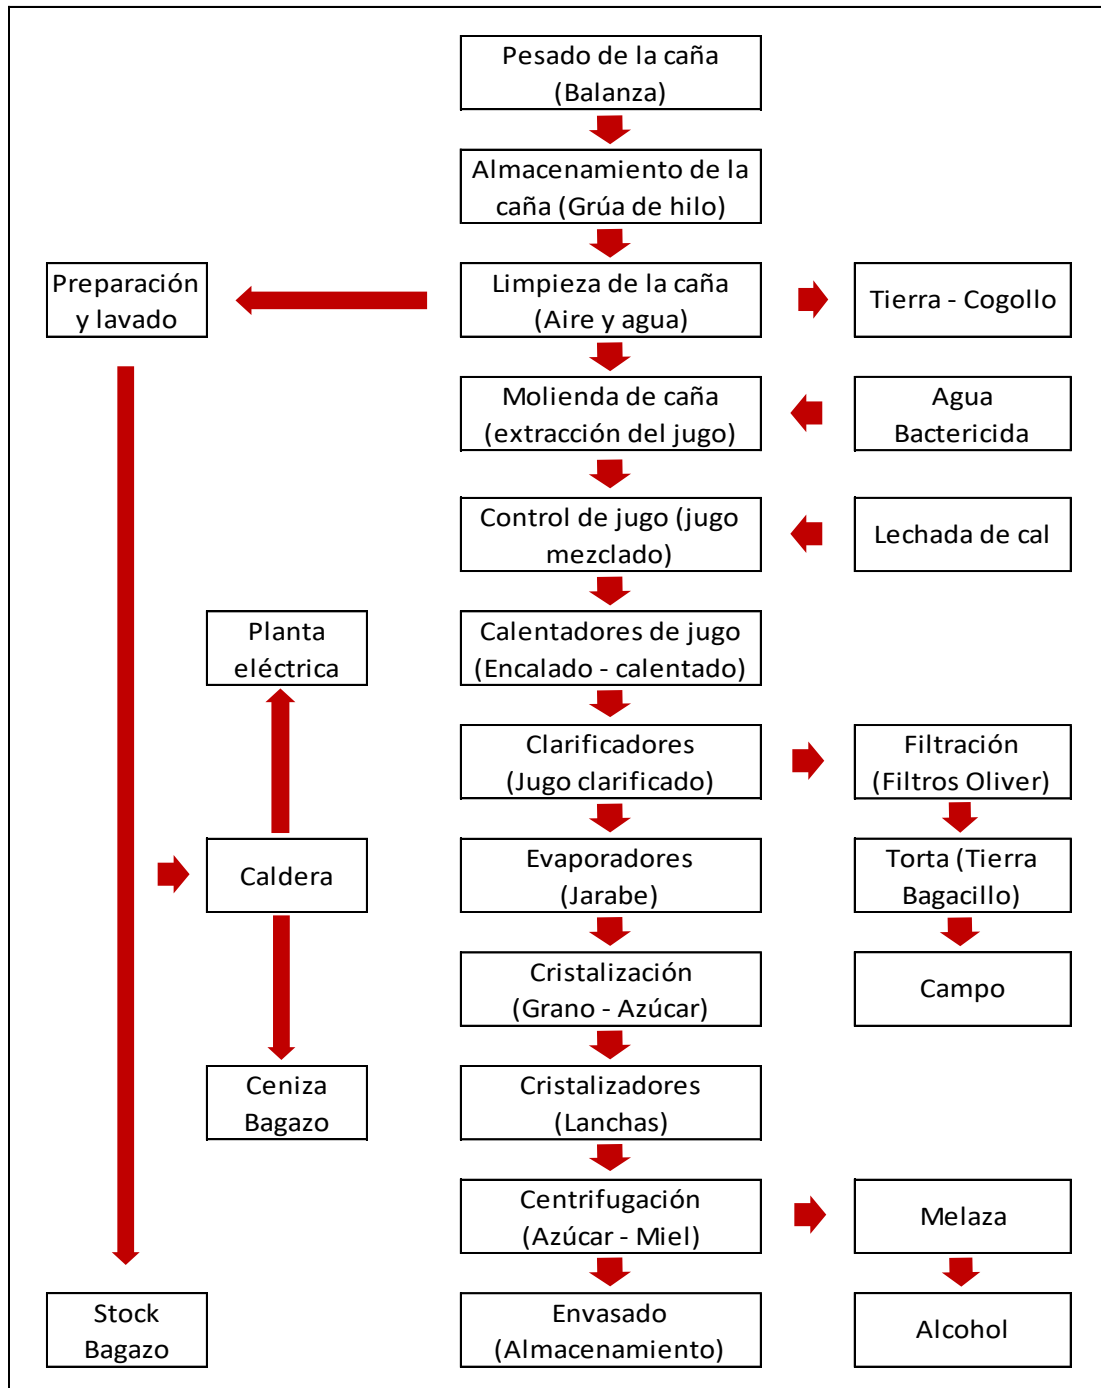 Pesado de la caña
(Balanza)
Almacenamiento de la
caña (Grúa de hilo)
Preparación
y lavado
Limpieza de la caña
(Aire y agua)
Tierra - Cogollo
Molienda de caña
(extracción del jugo)
Agua
Bactericida
Control de jugo (jugo
mezclado)
Lechada de cal
Planta
eléctrica
Calentadores de jugo
(Encalado - calentado)
Clarificadores
(Jugo clarificado)
Filtración
(Filtros Oliver)
Caldera
Evaporadores
(Jarabe)
Torta (Tierra
Bagacillo)
Cristalización
(Grano - Azúcar)
Campo
Ceniza
Bagazo
Cristalizadores
(Lanchas)
Centrifugación
(Azúcar - Miel)
Melaza
Stock
Bagazo
Envasado
(Almacenamiento)
Alcohol